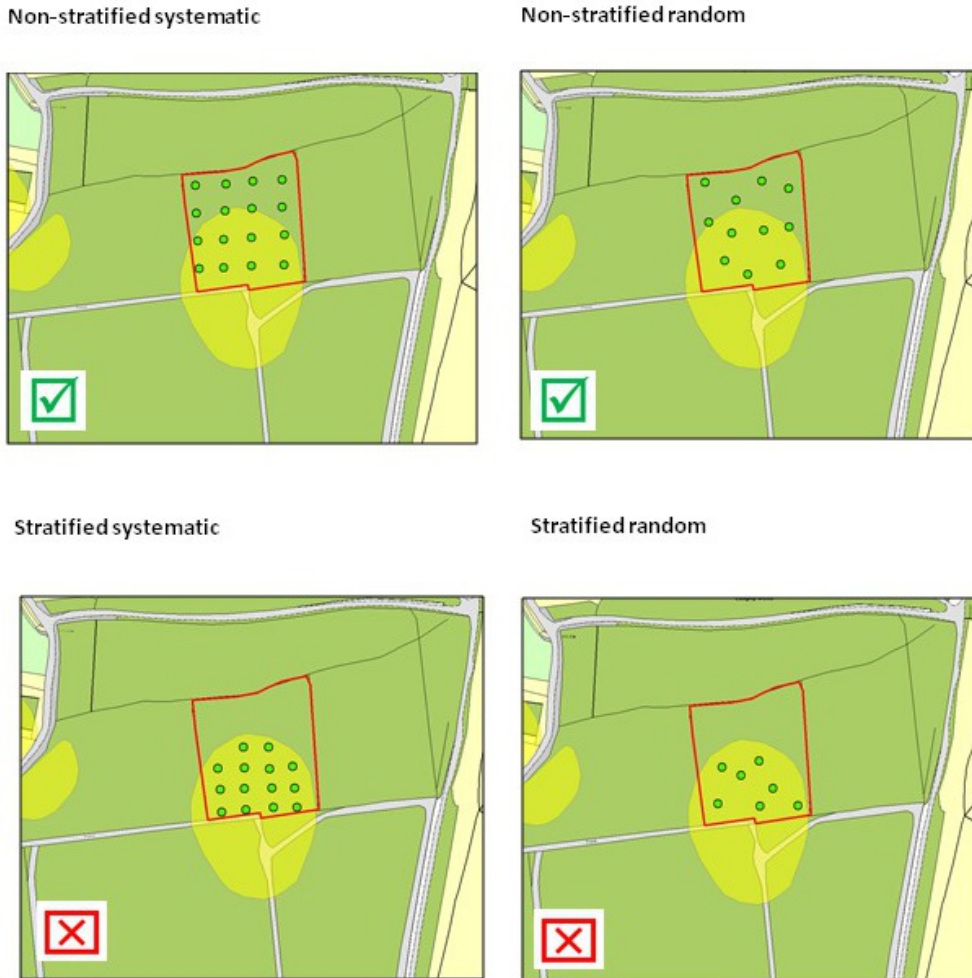 Non-stratified systematic
Non-stratified random
Stratified systematic
Stratified random